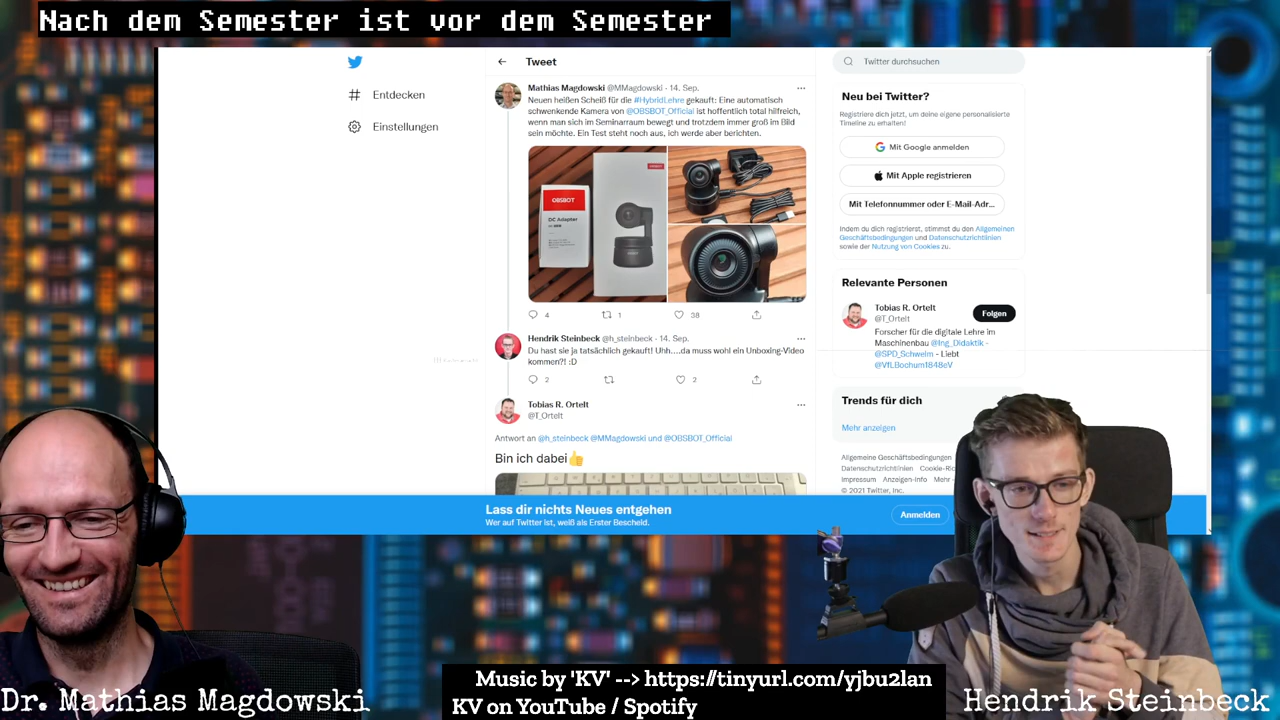 Nach dem Semester ist vor dem Semester
Entdecken
Einstellungen
Tweet
Mathias Magdowski @MMagdowski · 14. Sep.
Neuen heißen Scheiß für die #HybridLehre gekauft: Eine automatisch
schwenkende Kamera von @OBSBOT_Official ist hoffentlich total hilfreich,
wenn man sich im Seminarraum bewegt und trotzdem immer groß im Bild
sein möchte. Ein Test steht noch aus, ich werde aber berichten.
OBSBOT
DC Adapter
4
1
38
Hendrik Steinbeck @h_steinbeck · 14. Sep.
Du hast sie ja tatsächlich gekauft! Uhh....da muss wohl ein Unboxing-Video
kommen?! :D
2
2
Tobias R. Ortelt
@T_Ortelt
Antwort an @h_steinbeck @MMagdowski und @OBSBOT_Official
Bin ich dabei👍
Twitter durchsuchen
Neu bei Twitter?
Registriere dich jetzt, um deine eigene personalisierte
Timeline zu erhalten!
Mit Google anmelden
Mit Apple registrieren
Mit Telefonnummer oder E-Mail-Adr...
Indem du dich registrierst, stimmst du den Allgemeinen
Geschäftsbedingungen und Datenschutzrichtlinien
sowie der Nutzung von Cookies zu.
Relevante Personen
Tobias R. Ortelt
@T_Ortelt
Folgen
Forscher für die digitale Lehre im
Maschinenbau @Ing_Didaktik -
@SPD_Schwelm - Liebt
@VfLBochum1848eV
Trends für dich
Mehr anzeigen
Allgemeine Geschäftsbedingungen
Datenschutzrichtlinien Cookie-Ric
Impressum Anzeigen-Info Mehr
© 2021 Twitter, Inc.
Lass dir nichts Neues entgehen
Wer auf Twitter ist, weiß als Erster Bescheid.
Anmelden
Dr. Mathias Magdowski
Music by 'KV' --> https://tinyurl.com/yjbu2lan
KV on YouTube / Spotify
Hendrik Steinbeck